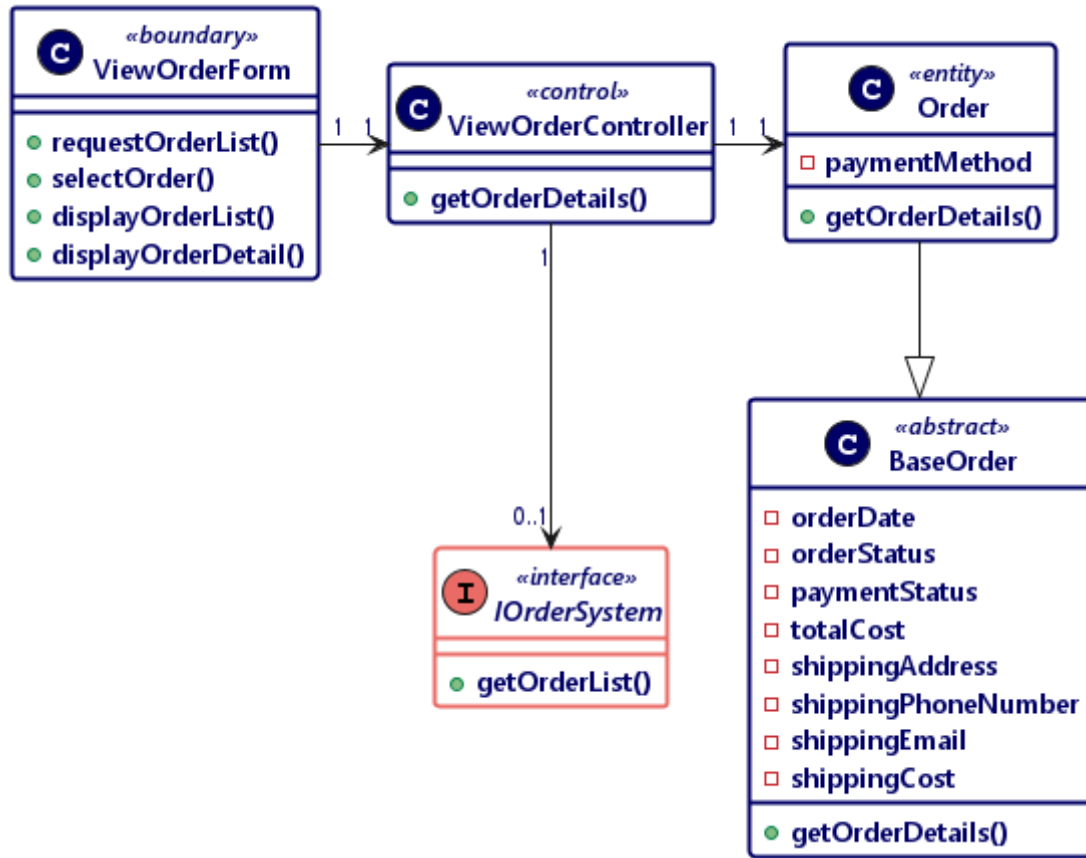 C
«boundary»
ViewOrderForm
requestOrderList()
selectOrder()
displayOrderList()
displayOrderDetail()
1 1
C
«control»
ViewOrderController
getOrderDetails()
1 1
C
«entity»
Order
paymentMethod
getOrderDetails()
1
0..1
I
«interface»
IOrderSystem
getOrderList()
C
«abstract»
BaseOrder
orderDate
orderStatus
paymentStatus
totalCost
shippingAddress
shippingPhoneNumber
shippingEmail
shippingCost
getOrderDetails()